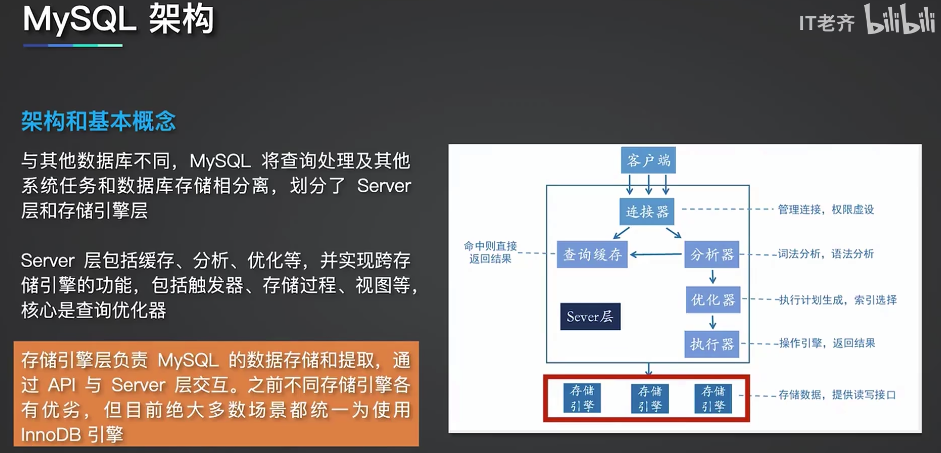 MySQL 架构
IT老齐 bilibili
架构和基本概念
与其他数据库不同，MySQL 将查询处理及其他
系统任务和数据库存储相分离，划分了 Server
层和存储引擎层
Server 层包括缓存、分析、优化等，并实现跨存
储引擎的功能，包括触发器、存储过程、视图等，
核心是查询优化器
存储引擎层负责 MySQL 的数据存储和提取，通
过 API 与 Server 层交互。之前不同存储引擎各
有优劣，但目前绝大多数场景都统一为使用
InnoDB 引擎
客户端
连接器
管理连接，权限虚设
命中则直接
返回结果
查询缓存
分析器
词法分析，语法分析
优化器
执行计划生成，索引选择
Sever层
执行器
操作引擎，返回结果
存储
引擎
存储
引擎
存储
引擎
存储数据，提供读写接口